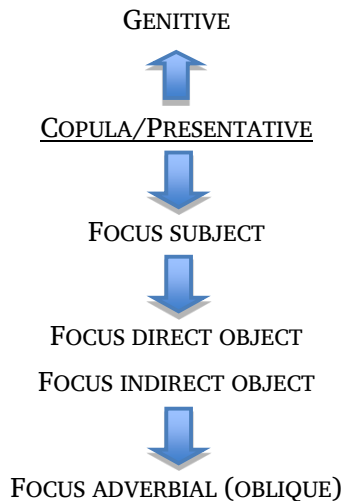 GENITIVE
COPULA/PRESENTATIVE
FOCUS SUBJECT
FOCUS DIRECT OBJECT
FOCUS INDIRECT OBJECT
FOCUS ADVERBIAL (OBLIQUE)